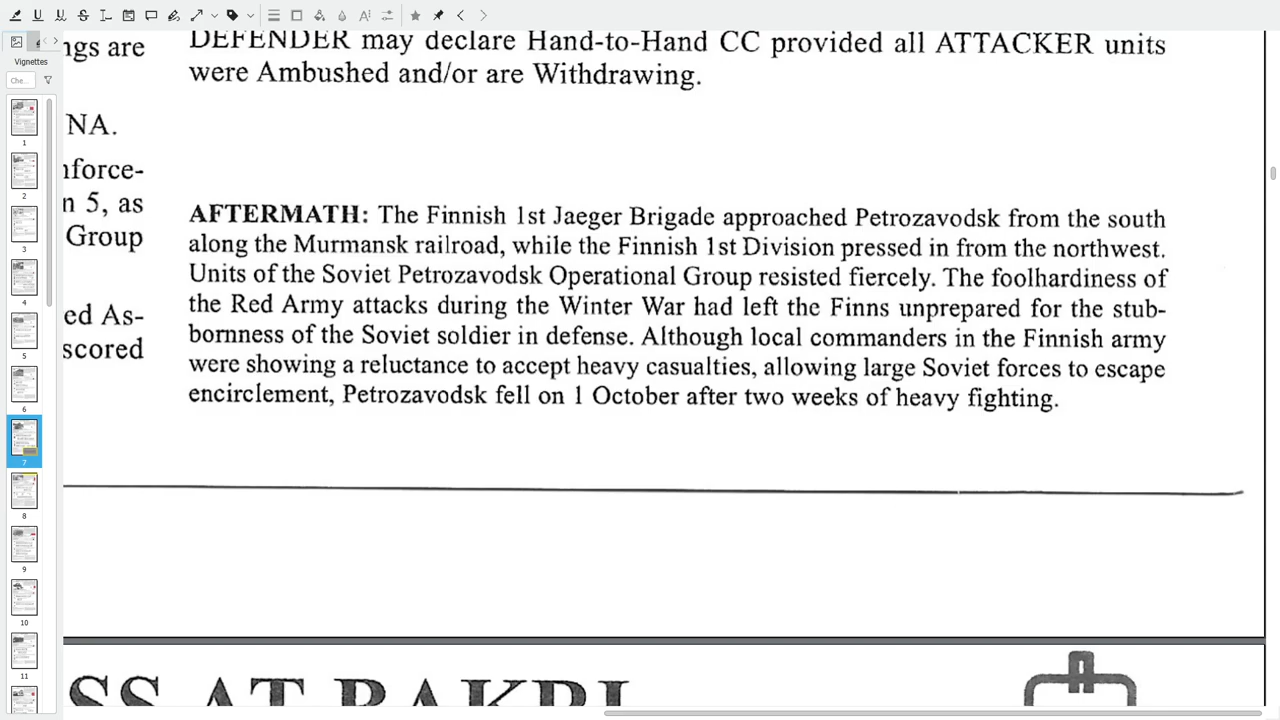 Vignettes
Che...
1
2
3
4
5
6
7
8
9
10
11
ngs are
NA.
nforce-
n 5, as
Group
ed As-
scored
DEFENDER may declare Hand-to-Hand CC provided all ATTACKER units
were Ambushed and/or are Withdrawing.
AFTERMATH: The Finnish 1st Jaeger Brigade approached Petrozavodsk from the south
along the Murmansk railroad, while the Finnish 1st Division pressed in from the northwest.
Units of the Soviet Petrozavodsk Operational Group resisted fiercely. The foolhardiness of
the Red Army attacks during the Winter War had left the Finns unprepared for the stub-
bornness of the Soviet soldier in defense. Although local commanders in the Finnish army
were showing a reluctance to accept heavy casualties, allowing large Soviet forces to escape
encirclement, Petrozavodsk fell on 1 October after two weeks of heavy fighting.
SS AT